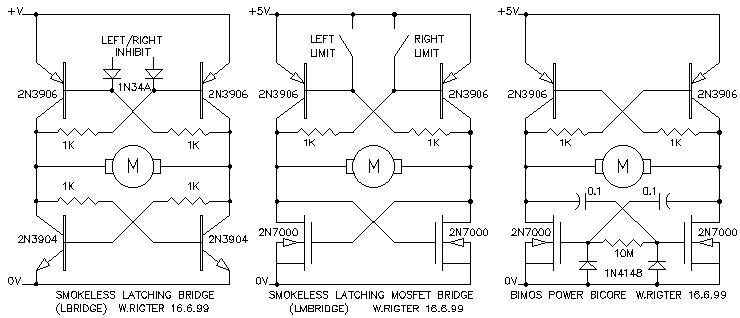 +V
LEFT/RIGHT
INHIBIT
1N34A
2N3906
2N3906
1K
1K
M
1K
1K
2N3904
2N3904
0V
SMOKELESS LATCHING BRIDGE
(LBRIDGE) W.RIGTER 16.6.99
+5V
LEFT
LIMIT
RIGHT
LIMIT
2N3906
2N3906
1K
1K
M
2N7000
2N7000
0V
SMOKELESS LATCHING MOSFET BRIDGE
(LMBRIDGE) W.RIGTER 16.6.99
+5V
2N3906
2N3906
1K
1K
M
0.1
0.1
2N7000
2N7000
10M
1N4148
0V
BIMOS POWER BICORE W.RIGTER 16.6.99